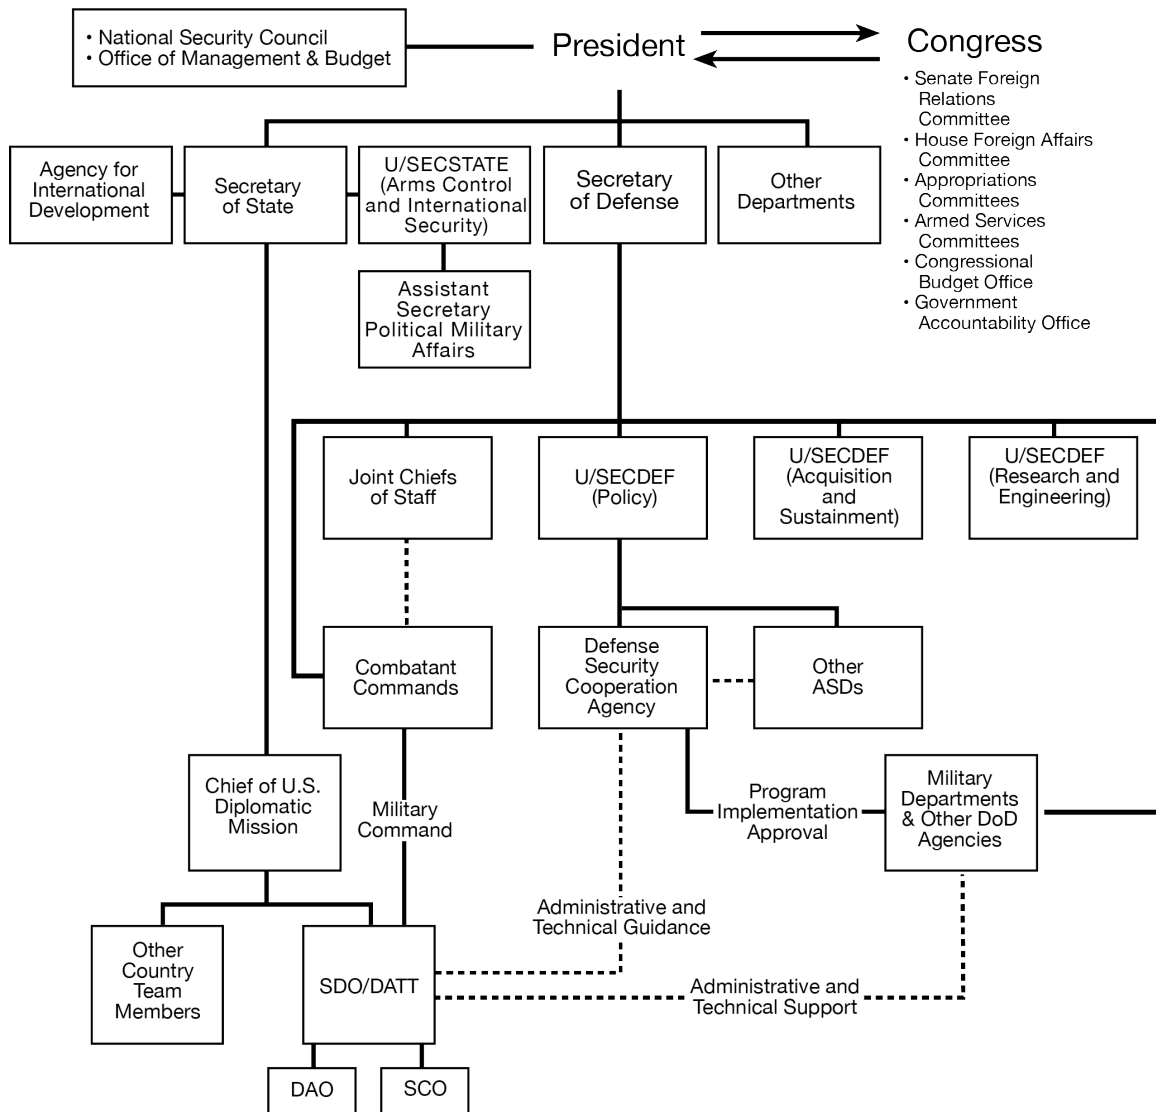 • National Security Council
• Office of Management & Budget
President
Congress
• Senate Foreign
Relations
Committee
• House Foreign Affairs
Committee
• Appropriations
Committees
• Armed Services
Committees
• Congressional
Budget Office
• Government
Accountability Office
Agency for
International
Development
Secretary
of State
U/SECSTATE
(Arms Control
and International
Security)
Secretary
of Defense
Other
Departments
Assistant
Secretary
Political Military
Affairs
Joint Chiefs
of Staff
U/SECDEF
(Policy)
U/SECDEF
(Acquisition
and
Sustainment)
U/SECDEF
(Research and
Engineering)
Combatant
Commands
Defense
Security
Cooperation
Agency
Other
ASDs
Chief of U.S.
Diplomatic
Mission
Military
Command
Program
Implementation
Approval
Military
Departments
& Other DoD
Agencies
Administrative and
Technical Guidance
Other
Country
Team
Members
SDO/DATT
Administrative and
Technical Support
DAO
SCO